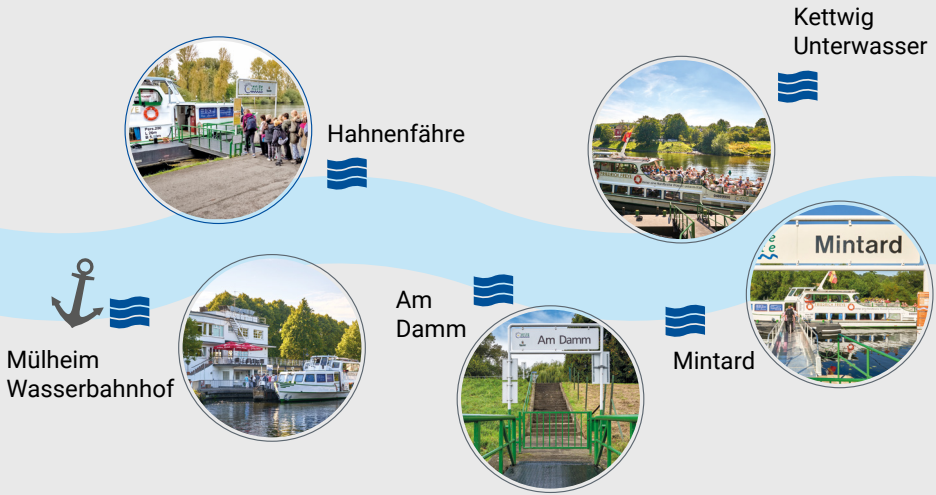 Kettwig
Unterwasser
Hahnenfähre
Mintard
Am
Damm
Am Damm
Mintard
Mülheim
Wasserbahnhof